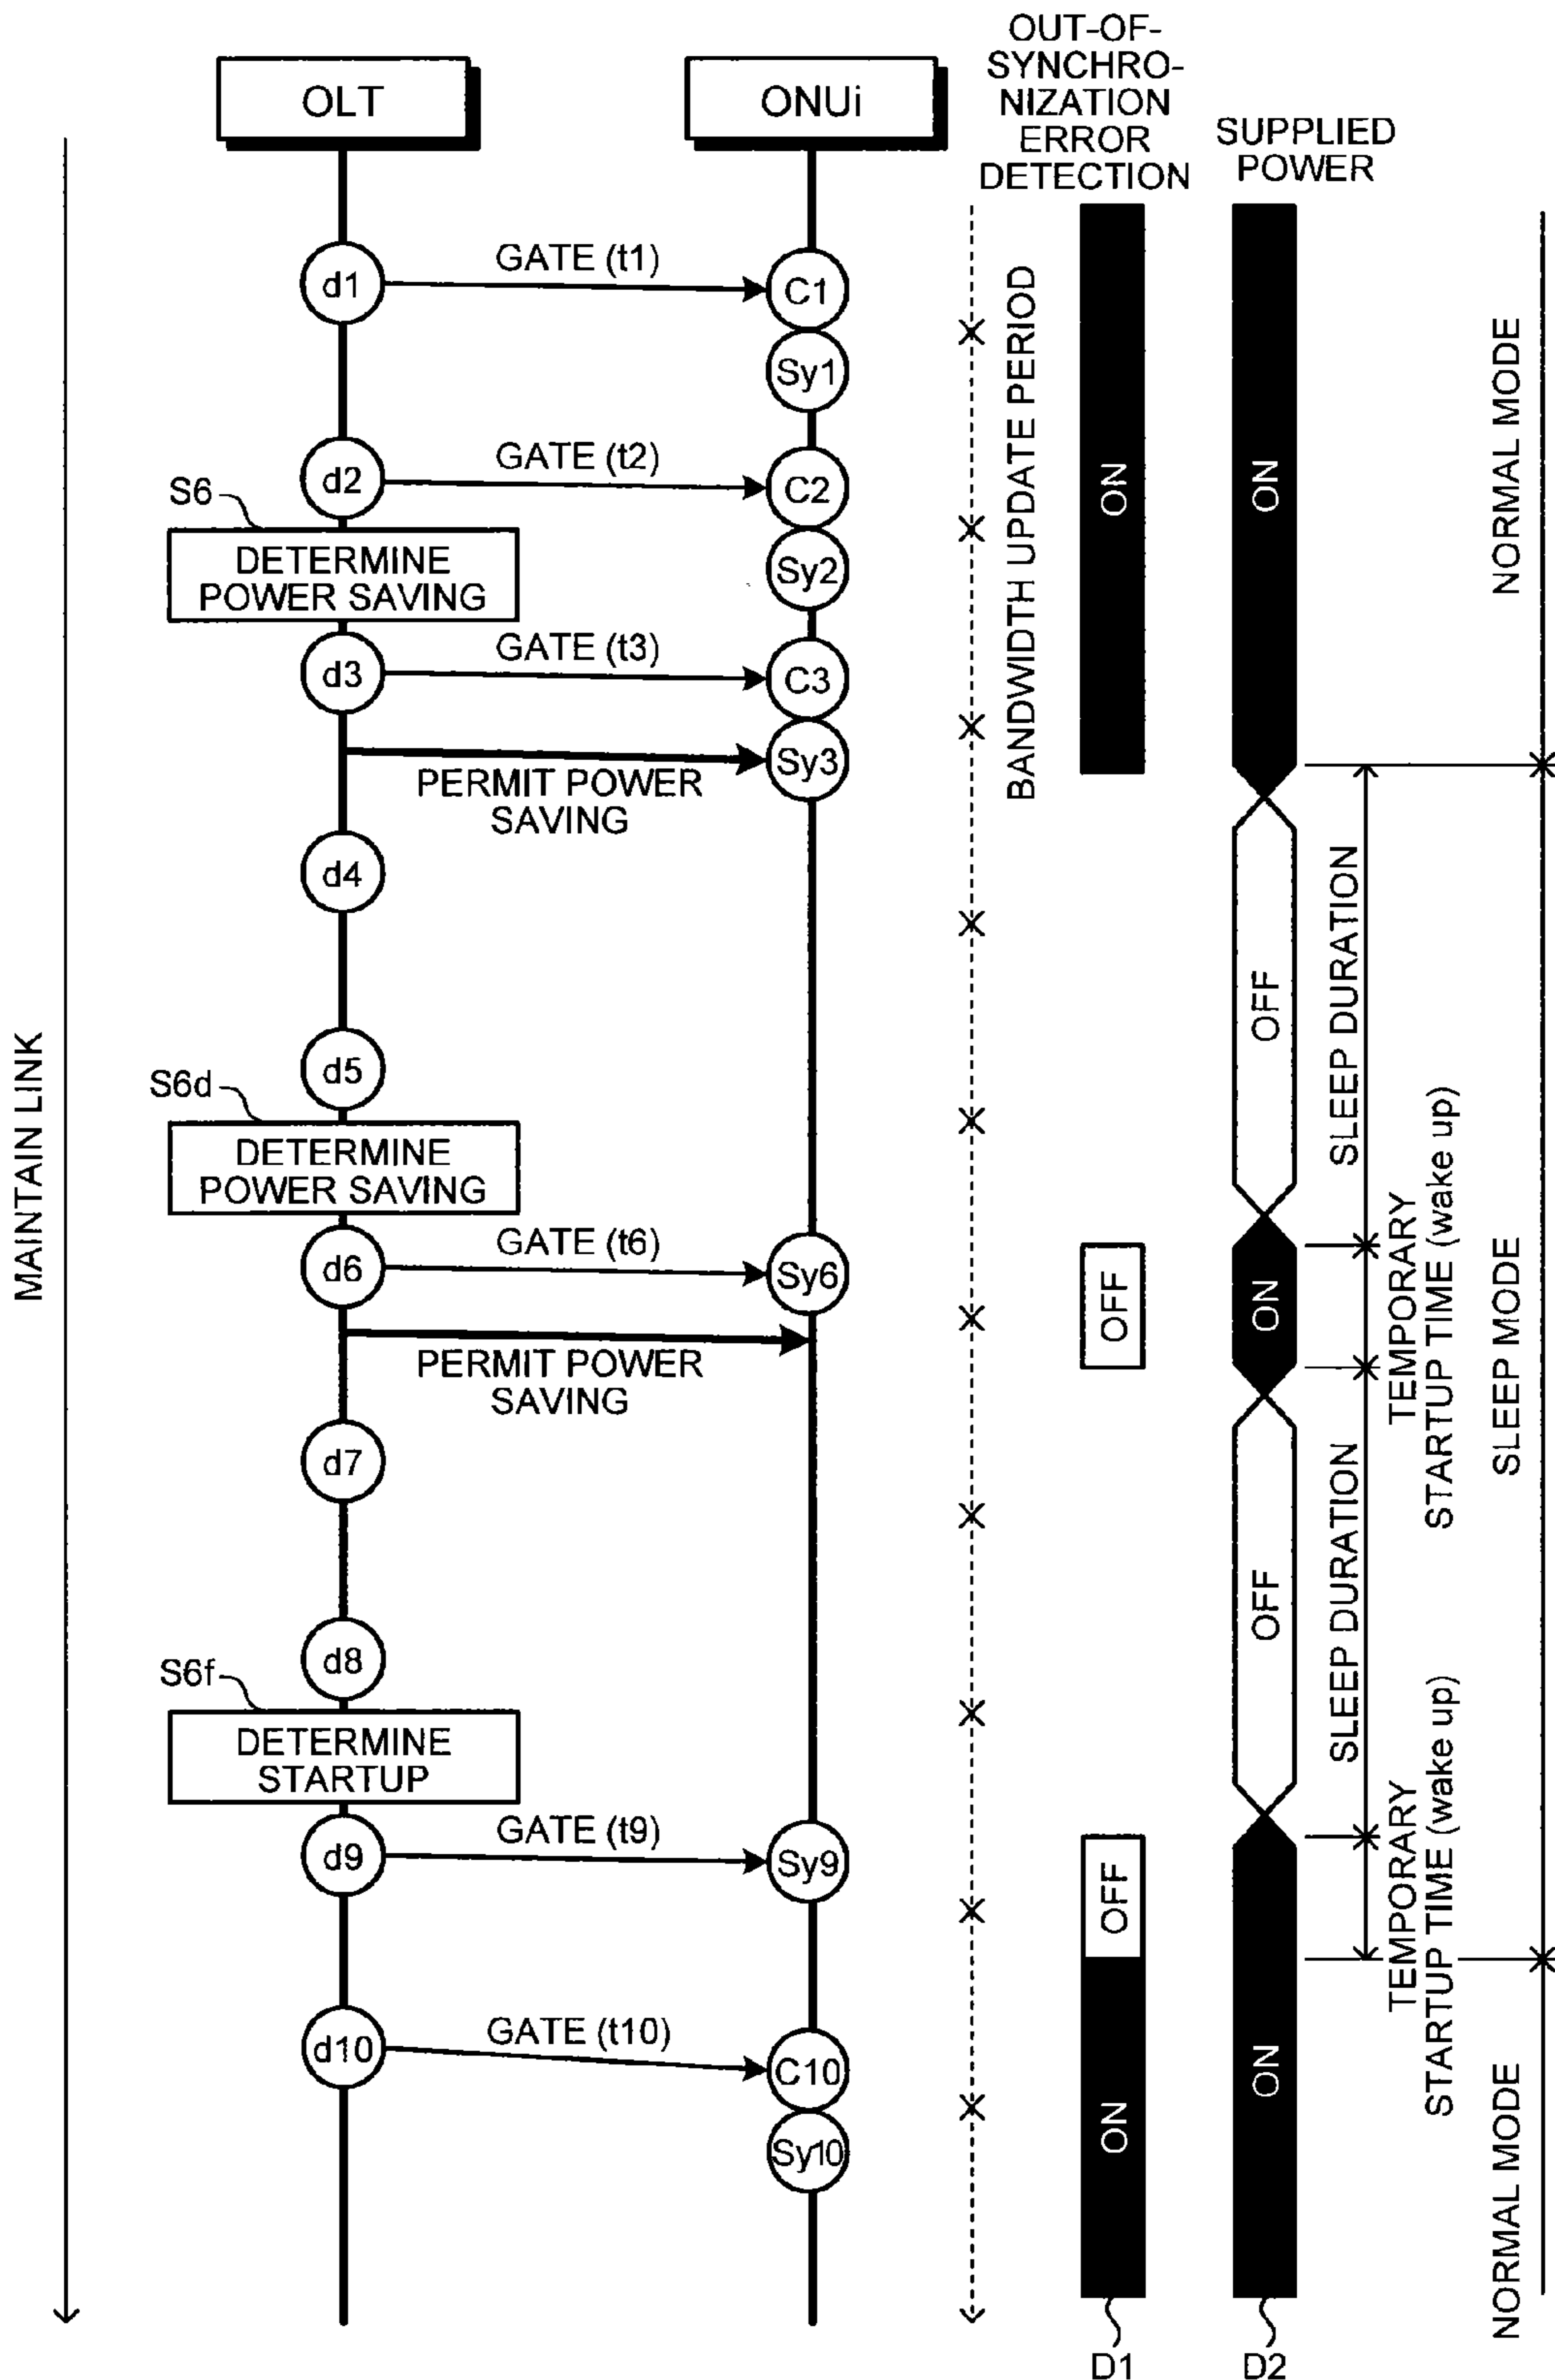 OUT-OF-
SYNCHRO-
NIZATION
ERROR
DETECTION
SUPPLIED
POWER
OLT
ONUi
MAINTAIN LINK
d1
GATE (t1)
C1
Sy1
d2
GATE (t2)
C2
Sy2
S6
DETERMINE
POWER SAVING
d3
GATE (t3)
C3
Sy3
PERMIT POWER
SAVING
BANDWIDTH UPDATE PERIOD
ON
ON
NORMAL MODE
d4
d5
OFF
SLEEP DURATION
S6d
DETERMINE
POWER SAVING
d6
GATE (t6)
Sy6
OFF
ON
TEMPORARY
STARTUP TIME (wake up)
SLEEP MODE
PERMIT POWER
SAVING
d7
d8
OFF
SLEEP DURATION
S6f
DETERMINE
STARTUP
d9
GATE (t9)
Sy9
OFF
TEMPORARY
STARTUP TIME (wake up)
d10
GATE (t10)
C10
Sy10
ON
ON
NORMAL MODE
D1
D2